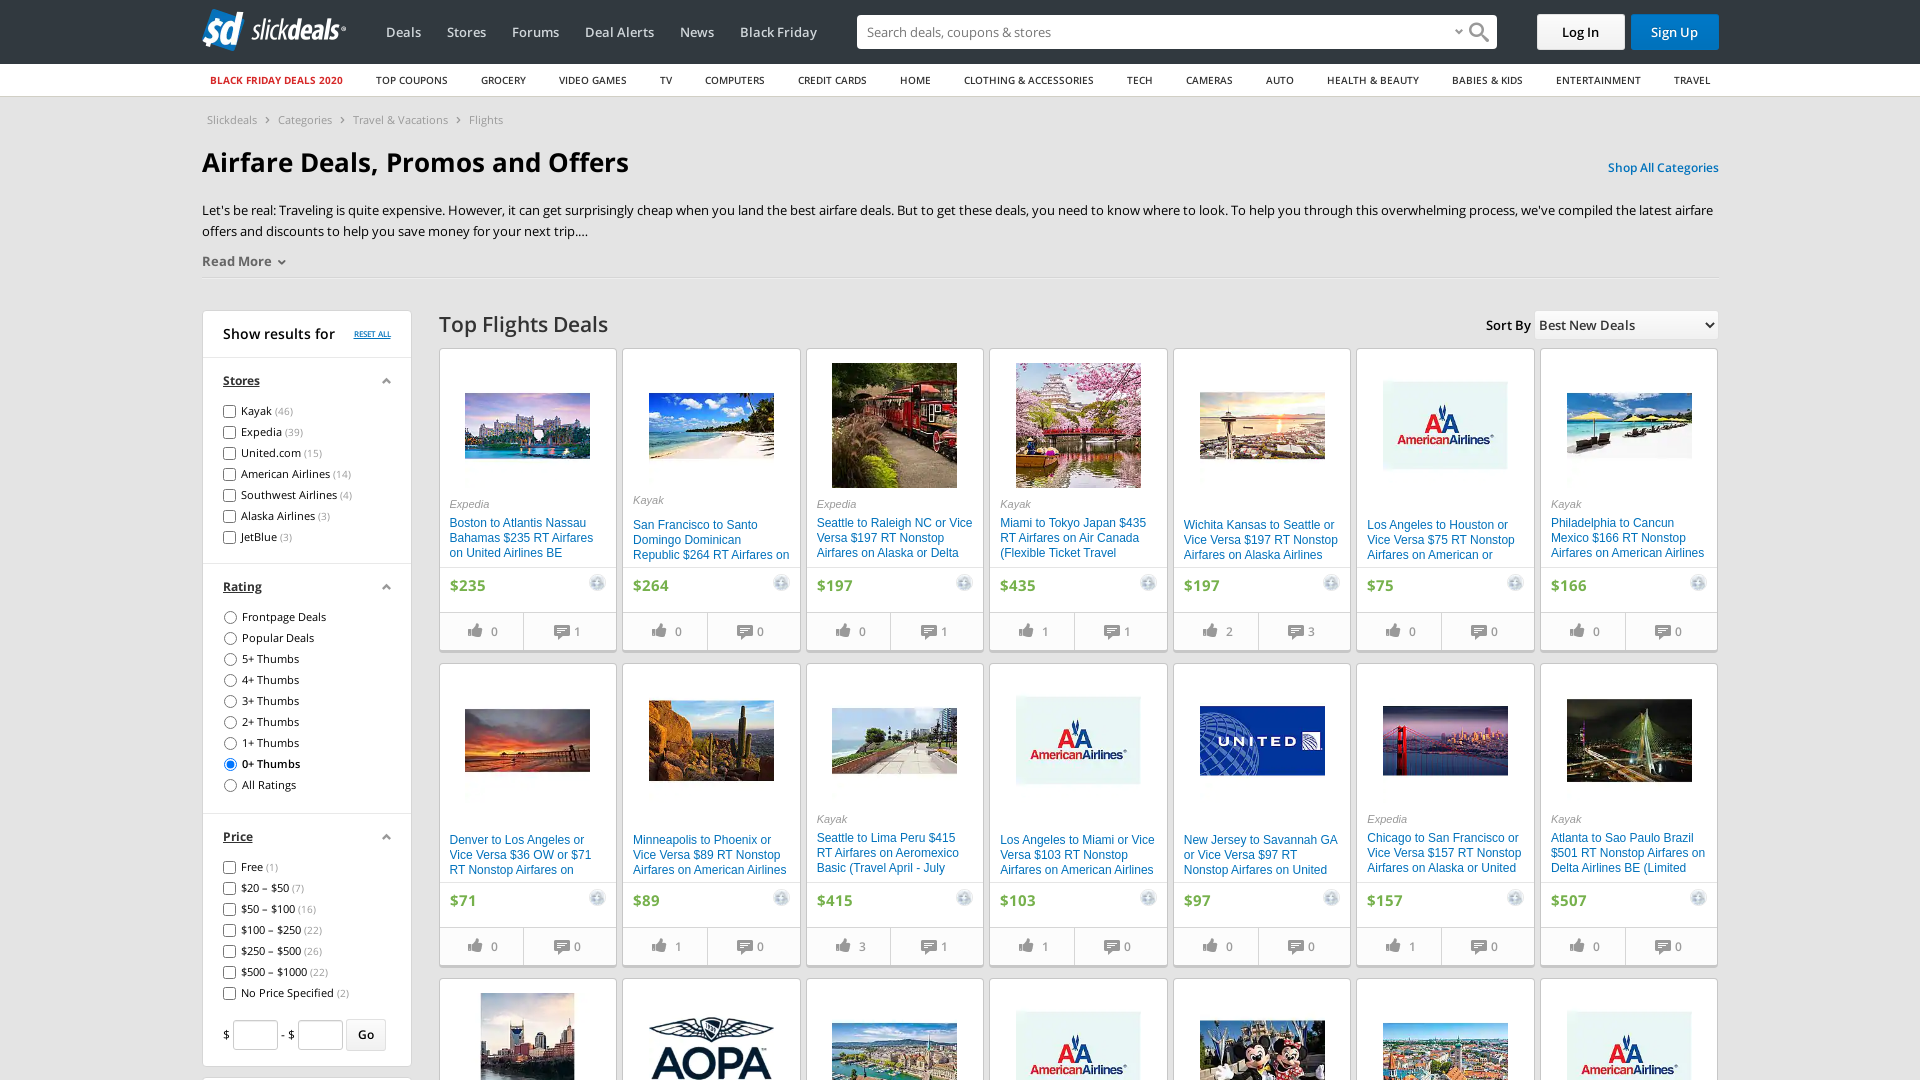 slickdeals
Deals
Stores
Forums
Deal Alerts
News
Black Friday
Search deals, coupons & stores
Log In
Sign Up
BLACK FRIDAY DEALS 2020
TOP COUPONS
GROCERY
VIDEO GAMES
TV
COMPUTERS
CREDIT CARDS
HOME
CLOTHING & ACCESSORIES
TECH
CAMERAS
AUTO
HEALTH & BEAUTY
BABIES & KIDS
ENTERTAINMENT
TRAVEL
Slickdeals > Categories > Travel & Vacations > Flights
Airfare Deals, Promos and Offers
Shop All Categories
Let's be real: Traveling is quite expensive. However, it can get surprisingly cheap when you land the best airfare deals. But to get these deals, you need to know where to look. To help you through this overwhelming process, we've compiled the latest airfare
offers and discounts to help you save money for your next trip....
Read More
Show results for
RESET ALL
Stores
Kayak (46)
Expedia (39)
United.com (15)
American Airlines (14)
Southwest Airlines (4)
Alaska Airlines (3)
JetBlue (3)
Rating
Frontpage Deals
Popular Deals
5+ Thumbs
4+ Thumbs
3+ Thumbs
2+ Thumbs
1+ Thumbs
0+ Thumbs
All Ratings
Price
Free (1)
$20 – $50 (7)
$50 – $100 (16)
$100 – $250 (22)
$250 – $500 (26)
$500 – $1000 (22)
No Price Specified (2)
$ - $ Go
Top Flights Deals
Sort By Best New Deals
Expedia
Boston to Atlantis Nassau
Bahamas $235 RT Airfares
on United Airlines BE
$235
0
1
Kayak
San Francisco to Santo
Domingo Dominican
Republic $264 RT Airfares on
$264
0
0
Expedia
Seattle to Raleigh NC or Vice
Versa $197 RT Nonstop
Airfares on Alaska or Delta
$197
0
1
Kayak
Miami to Tokyo Japan $435
RT Airfares on Air Canada
(Flexible Ticket Travel
$435
1
1
Wichita Kansas to Seattle or
Vice Versa $197 RT Nonstop
Airfares on Alaska Airlines
$197
2
3
AA
AmericanAirlines
Los Angeles to Houston or
Vice Versa $75 RT Nonstop
Airfares on American or
$75
0
0
Kayak
Philadelphia to Cancun
Mexico $166 RT Nonstop
Airfares on American Airlines
$166
0
0
Denver to Los Angeles or
Vice Versa $36 OW or $71
RT Nonstop Airfares on
$71
0
0
Minneapolis to Phoenix or
Vice Versa $89 RT Nonstop
Airfares on American Airlines
$89
1
0
Kayak
Seattle to Lima Peru $415
RT Airfares on Aeromexico
Basic (Travel April - July
$415
3
1
AA
AmericanAirlines
Los Angeles to Miami or Vice
Versa $103 RT Nonstop
Airfares on American Airlines
$103
1
0
UNITED
New Jersey to Savannah GA
or Vice Versa $97 RT
Nonstop Airfares on United
$97
0
0
Expedia
Chicago to San Francisco or
Vice Versa $157 RT Nonstop
Airfares on Alaska or United
$157
1
0
Kayak
Atlanta to Sao Paulo Brazil
$501 RT Nonstop Airfares on
Delta Airlines BE (Limited
$507
0
0
AOPA
AA
AmericanAirlines
AA
AmericanAirlines